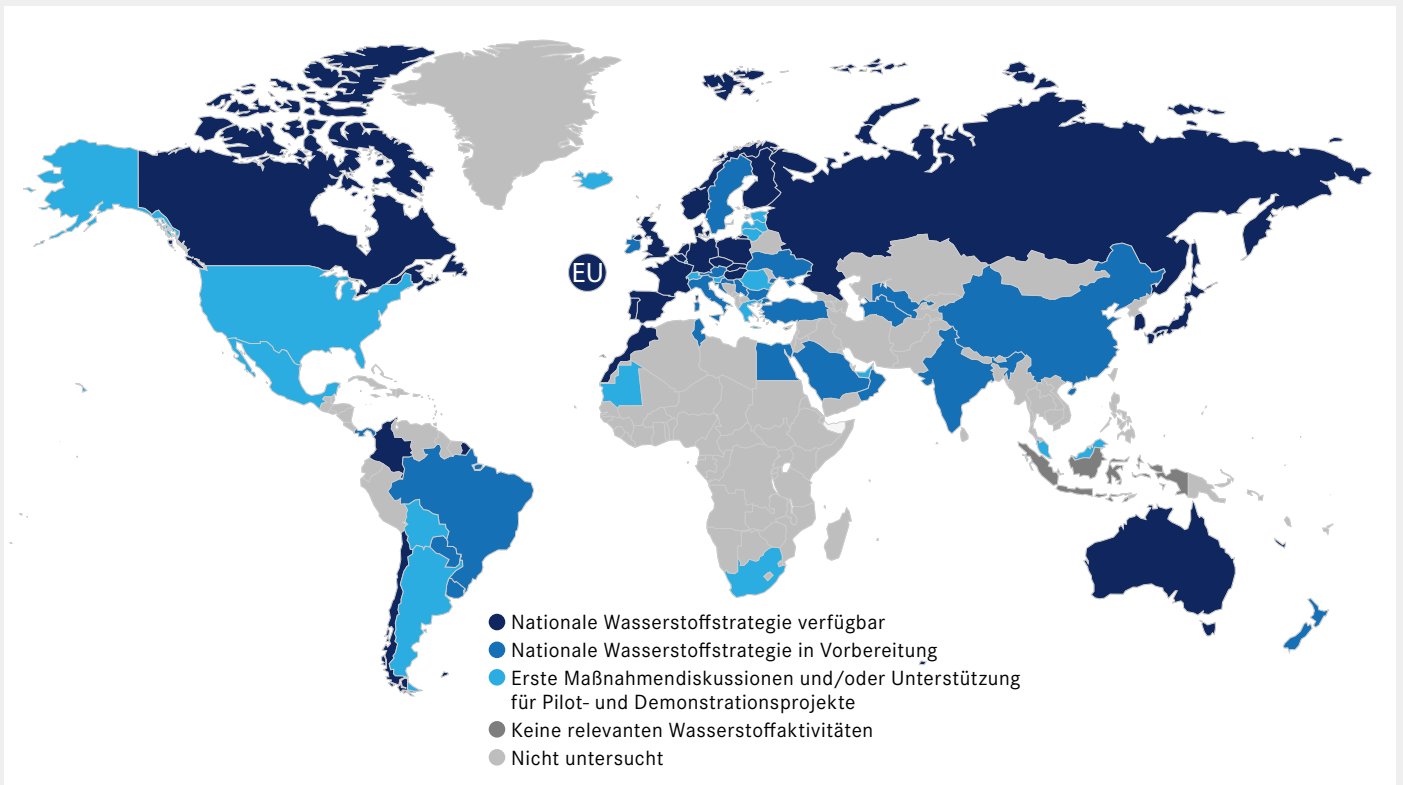 EU
Nationale Wasserstoffstrategie verfügbar
Nationale Wasserstoffstrategie in Vorbereitung
Erste Maßnahmendiskussionen und/oder Unterstützung
für Pilot- und Demonstrationsprojekte
Keine relevanten Wasserstoffaktivitäten
Nicht untersucht